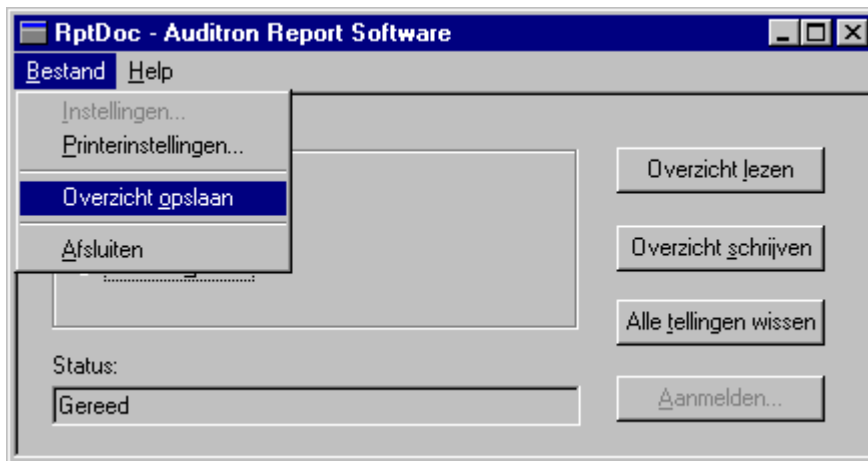 RptDoc - Auditron Report Software
Bestand Help
Instellingen...
Printerinstellingen...
Overzicht opslaan
Afsluiten
Overzicht lezen
Overzicht schrijven
Alle tellingen wissen
Aanmelden...
Status:
Gereed